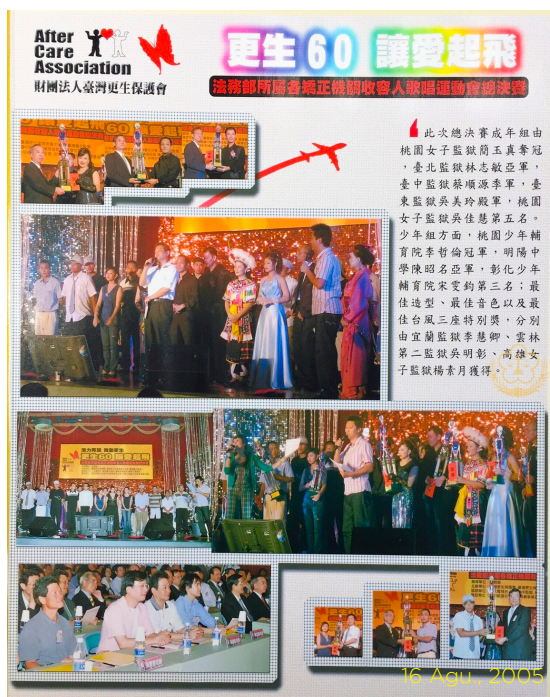 After
Care
Association
財團法人臺灣更生保護會
更生60 讓愛起飛
法務部所屬各矯正機關收容人歌唱運動會總決賽
此次總決賽成年組由
桃園女子監獄簡玉真奪冠
，臺北監獄林志敏亞軍，
臺中監獄蔡順源季軍，臺
東監獄吳美玲殿軍，桃園
女子監獄吳佳慧第五名。
少年組方面，桃園少年輔
育院李哲倫冠軍，明陽中
學陳昭名亞軍，彰化少年
輔育院宋雯鈞第三名；最
佳造型、最佳音色以及最
佳台風三座特別獎，分別
由宜蘭監獄李慧卿、雲林
第二監獄吳明彰、高雄女
子監獄楊素月獲得。
更生60 讓愛起飛
16 Agu., 2005